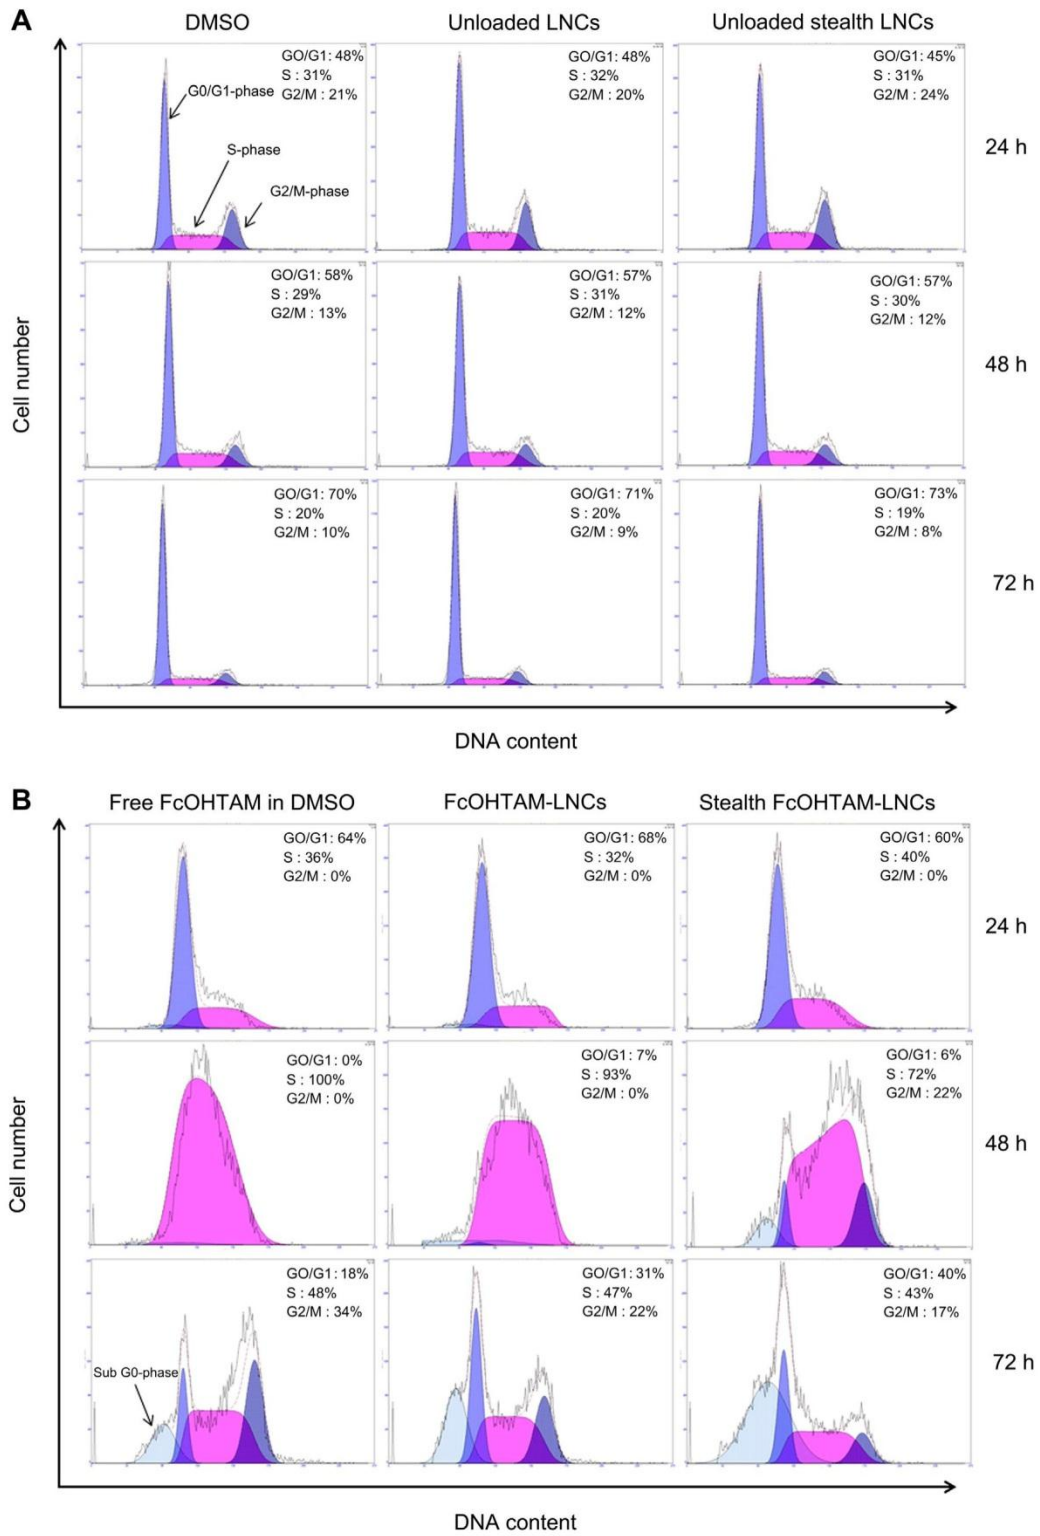 A
DMSO
Unloaded LNCs
Unloaded stealth LNCs
GO/G1: 48%
S : 31%
G2/M : 21%
G0/G1-phase
S-phase
G2/M-phase
GO/G1: 48%
S : 32%
G2/M : 20%
GO/G1: 45%
S : 31%
G2/M : 24%
24 h
GO/G1: 58%
S : 29%
G2/M : 13%
GO/G1: 57%
S : 31%
G2/M : 12%
GO/G1: 57%
S : 30%
G2/M : 12%
48 h
GO/G1: 70%
S : 20%
G2/M : 10%
GO/G1: 71%
S : 20%
G2/M : 9%
GO/G1: 73%
S : 19%
G2/M : 8%
72 h
Cell number
DNA content
B
Free FcOHTAM in DMSO
FcOHTAM-LNCs
Stealth FcOHTAM-LNCs
GO/G1: 64%
S : 36%
G2/M : 0%
GO/G1: 68%
S : 32%
G2/M : 0%
GO/G1: 60%
S : 40%
G2/M : 0%
24 h
GO/G1: 0%
S : 100%
G2/M : 0%
GO/G1: 7%
S : 93%
G2/M : 0%
GO/G1: 6%
S : 72%
G2/M : 22%
48 h
GO/G1: 18%
S : 48%
G2/M : 34%
Sub G0-phase
GO/G1: 31%
S : 47%
G2/M : 22%
GO/G1: 40%
S : 43%
G2/M : 17%
72 h
Cell number
DNA content